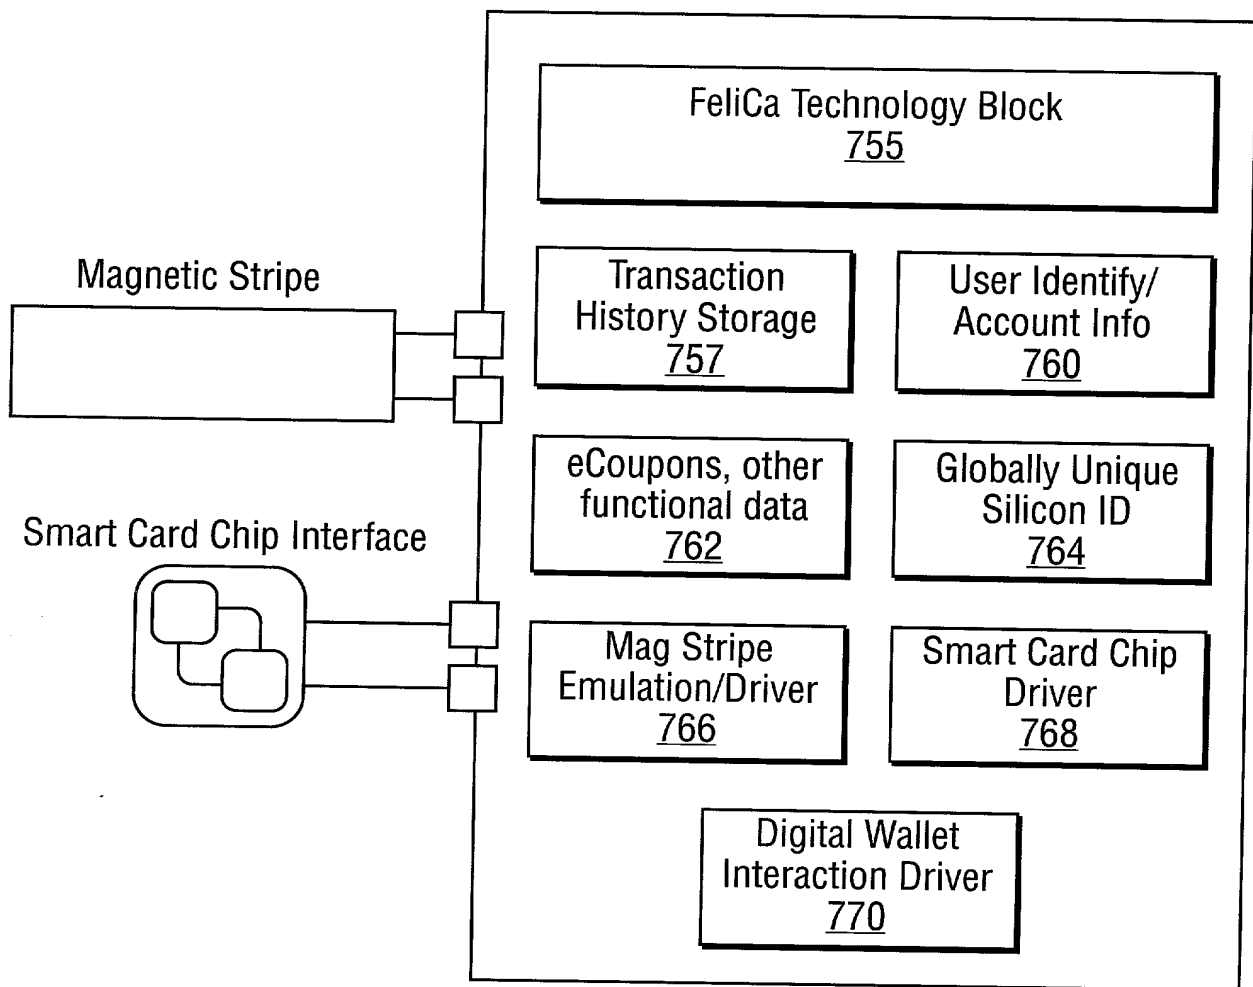 FeliCa Technology Block
755
Magnetic Stripe
Transaction
History Storage
757
User Identify/
Account Info
760
eCoupons, other
functional data
762
Globally Unique
Silicon ID
764
Smart Card Chip Interface
Mag Stripe
Emulation/Driver
766
Smart Card Chip
Driver
768
Digital Wallet
Interaction Driver
770